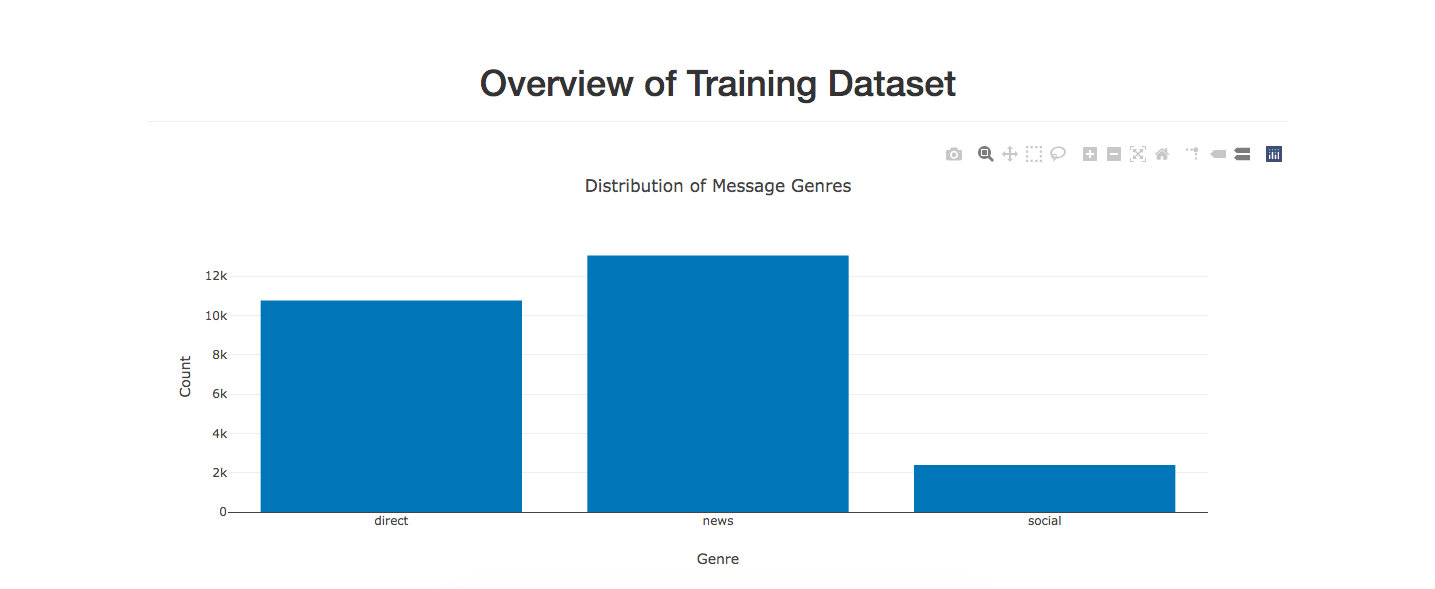 Overview of Training Dataset
Distribution of Message Genres
12k
10k
8k
6k
4k
2k
0
Count
direct news social
Genre